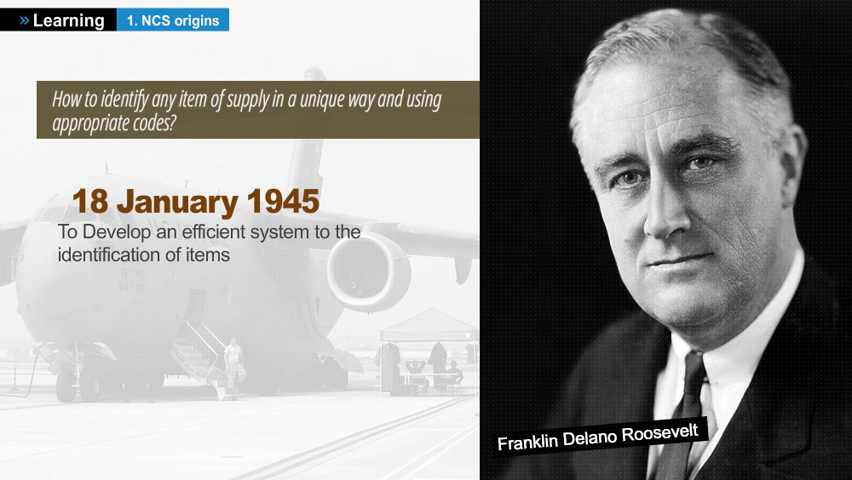 » Learning 1. NCS origins
How to identify any item of supply in a unique way and using
appropriate codes?
18 January 1945
To Develop an efficient system to the
identification of items
Franklin Delano Roosevelt